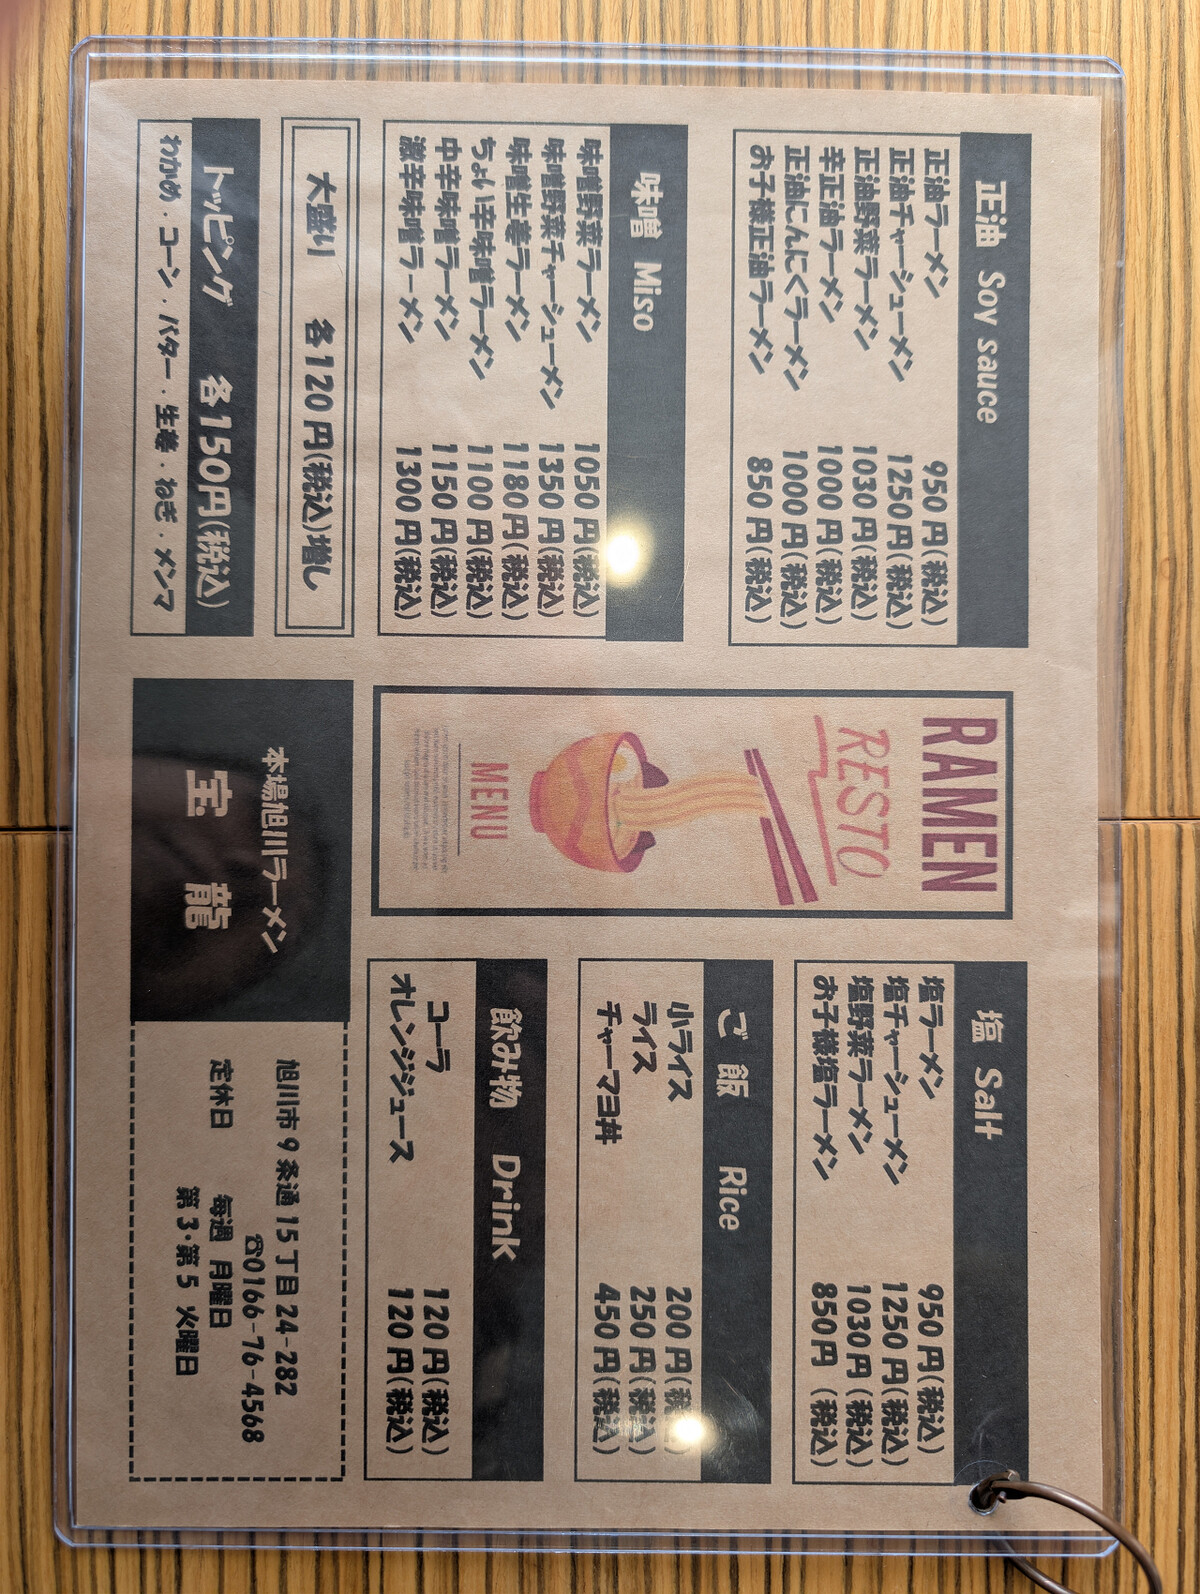 正油 Soy sauce
正油ラーメン 950円(税込)
正油チャーシューメン 1250円(税込)
正油野菜ラーメン 1030円(税込)
辛正油ラーメン 1000円(税込)
正油にんにくラーメン 1000円(税込)
お子様正油ラーメン 850円(税込)
味噌 Miso
味噌野菜ラーメン 1050円(税込)
味噌野菜チャーシューメン 1350円(税込)
味噌生姜ラーメン 1180円(税込)
ちょい辛味噌ラーメン 1100円(税込)
中辛味噌ラーメン 1150円(税込)
激辛味噌ラーメン 1300円(税込)
大盛り 各120円(税込)増し
トッピング 各150円(税込)
わかめ・コーン・バター・生姜・ねぎ・メンマ
RAMEN
RESTO
MENU
本場旭川ラーメン
宝龍
塩 Salt
塩ラーメン 950円(税込)
塩チャーシューメン 1250円(税込)
塩野菜ラーメン 1030円(税込)
お子様塩ラーメン 850円(税込)
ご飯 Rice
小ライス 200円(税込)
ライス 250円(税込)
チャーマヨ丼 450円(税込)
飲み物 Drink
コーラ 120円(税込)
オレンジジュース 120円(税込)
旭川市9条通15丁目24-282
☎0166-76-4568
定休日 毎週 月曜日
第3・第5 火曜日